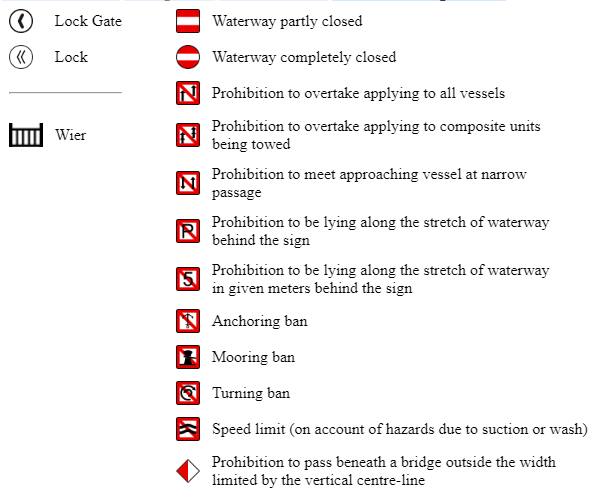 Lock Gate
Lock
Wier
Waterway partly closed
Waterway completely closed
Prohibition to overtake applying to all vessels
Prohibition to overtake applying to composite units
being towed
Prohibition to meet approaching vessel at narrow
passage
P
Prohibition to be lying along the stretch of waterway
behind the sign
5
Prohibition to be lying along the stretch of waterway
in given meters behind the sign
Anchoring ban
Mooring ban
Turning ban
Speed limit (on account of hazards due to suction or wash)
Prohibition to pass beneath a bridge outside the width
limited by the vertical centre-line